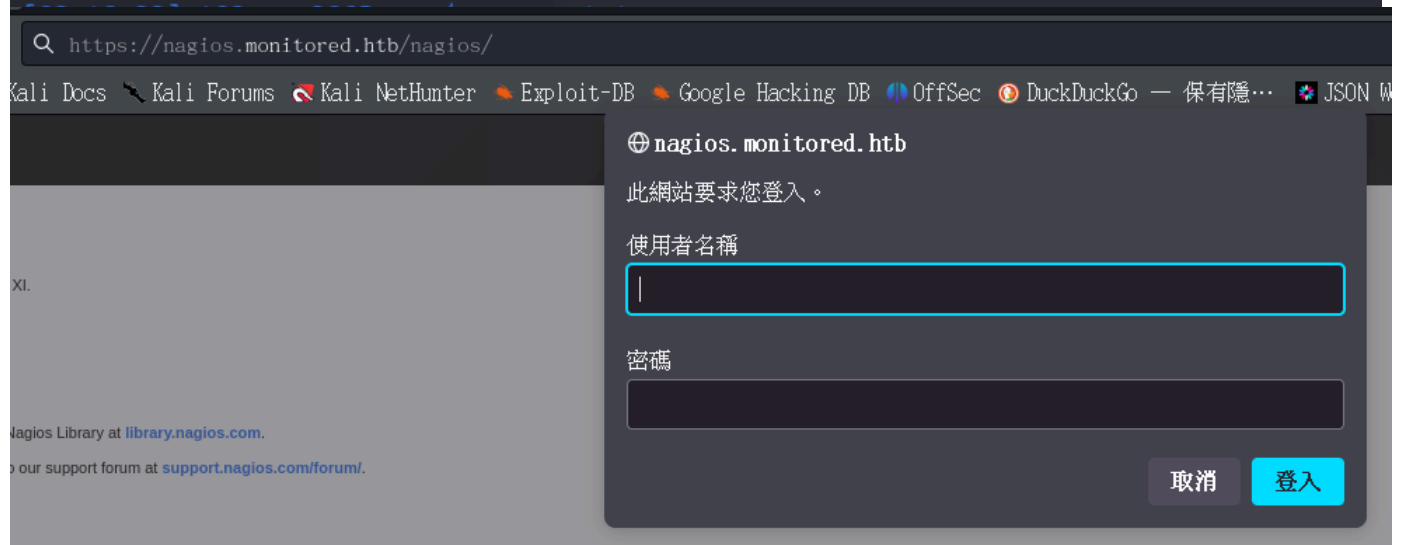 https://nagios.monitored.htb/nagios/
Kali Docs Kali Forums Kali NetHunter Exploit-DB Google Hacking DB OffSec DuckDuckGo — 保有隱… JSON
nagios.monitored.htb
此網站要求您登入。
使用者名稱
XI.
密碼
Nagios Library at library.nagios.com.
our support forum at support.nagios.com/forum/.
取消 登入